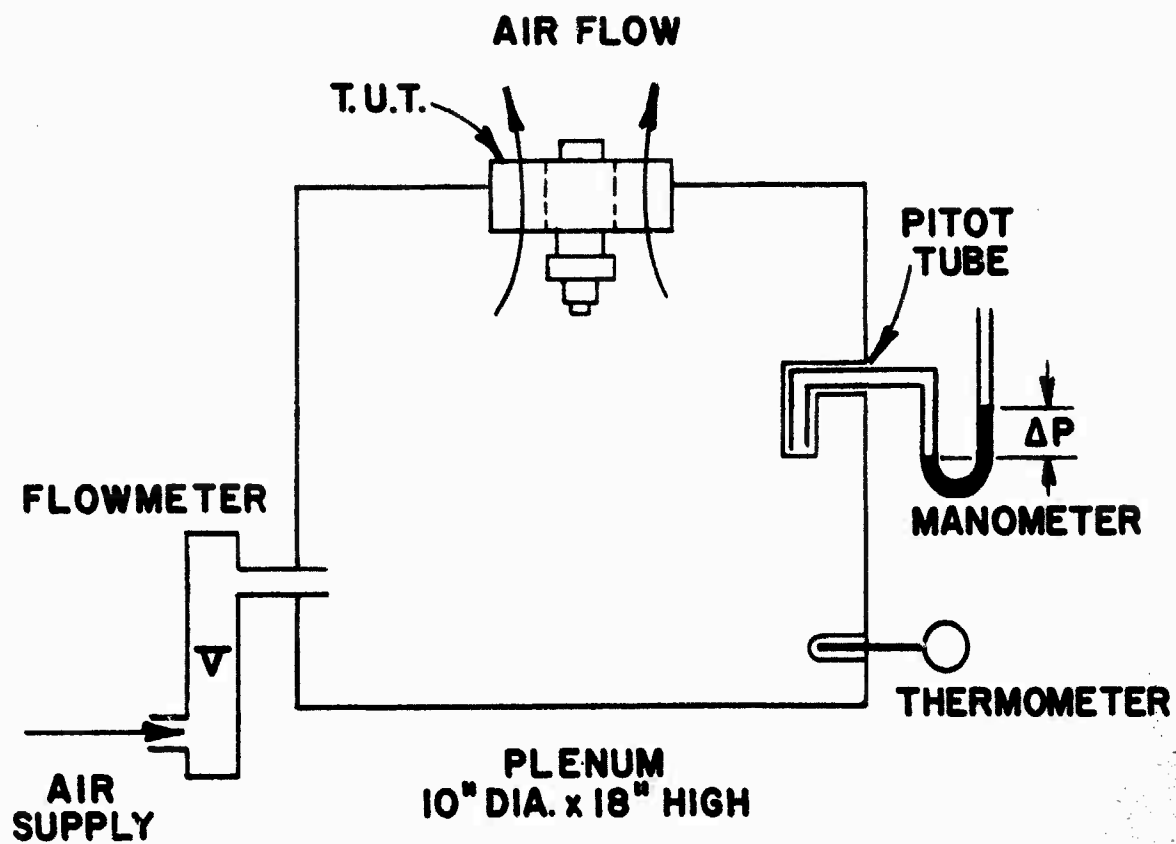 AIR FLOW
T.U.T.
PITOT
TUBE
ΔP
MANOMETER
FLOWMETER
THERMOMETER
AIR
SUPPLY
PLENUM
10" DIA. x 18" HIGH